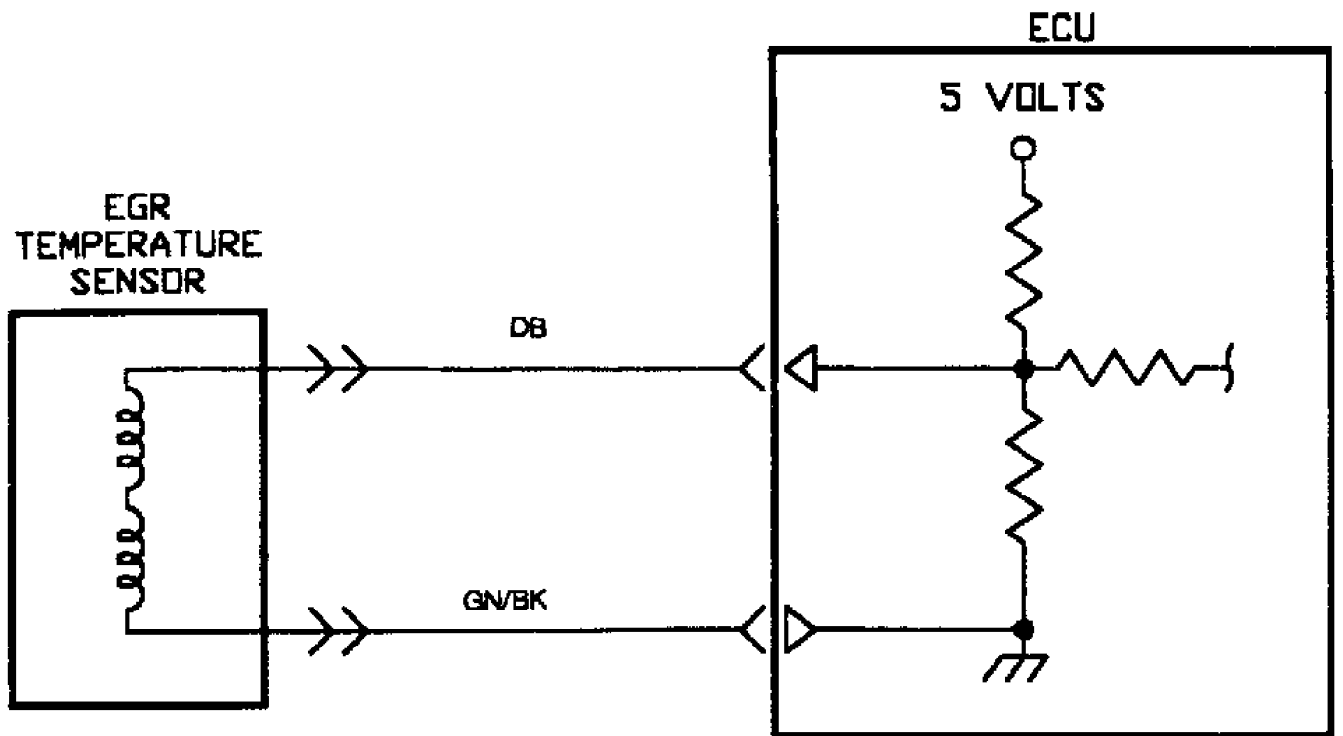 ECU
5 VOLTS
EGR
TEMPERATURE
SENSOR
DB
GN/BK